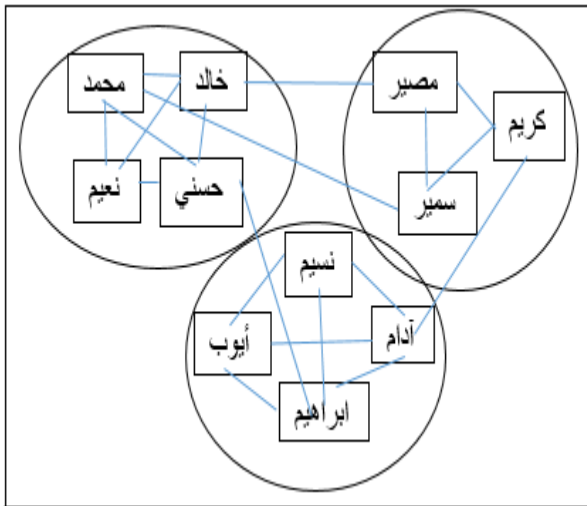 خالد
محمد
نعيم
حسني
مصير
كريم
سمير
نسيم
آدام
أيوب
ابراهيم